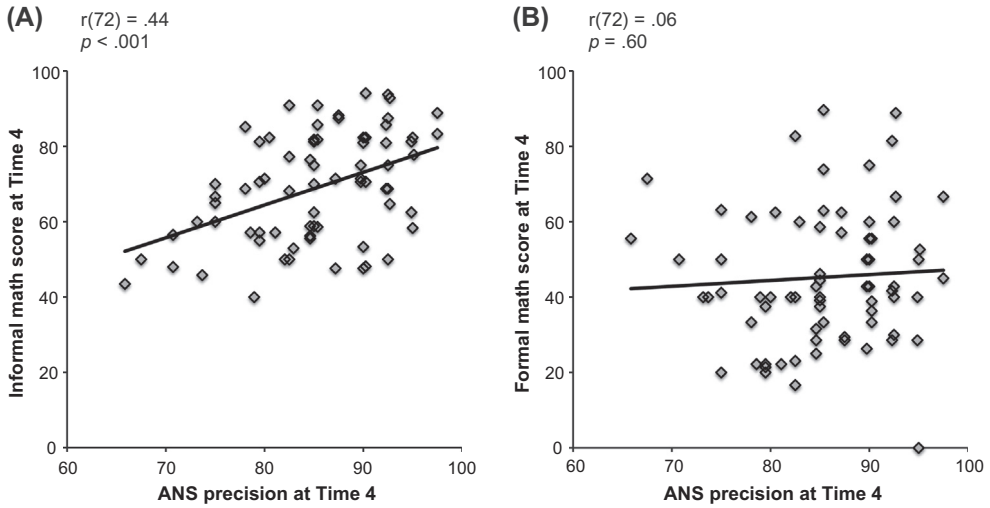 (A)
r(72) = .44
p < .001
100
80
60
40
20
0
60 70 80 90 100
Informal math score at Time 4
ANS precision at Time 4
(B)
r(72) = .06
p = .60
100
80
60
40
20
0
60 70 80 90 100
Formal math score at Time 4
ANS precision at Time 4